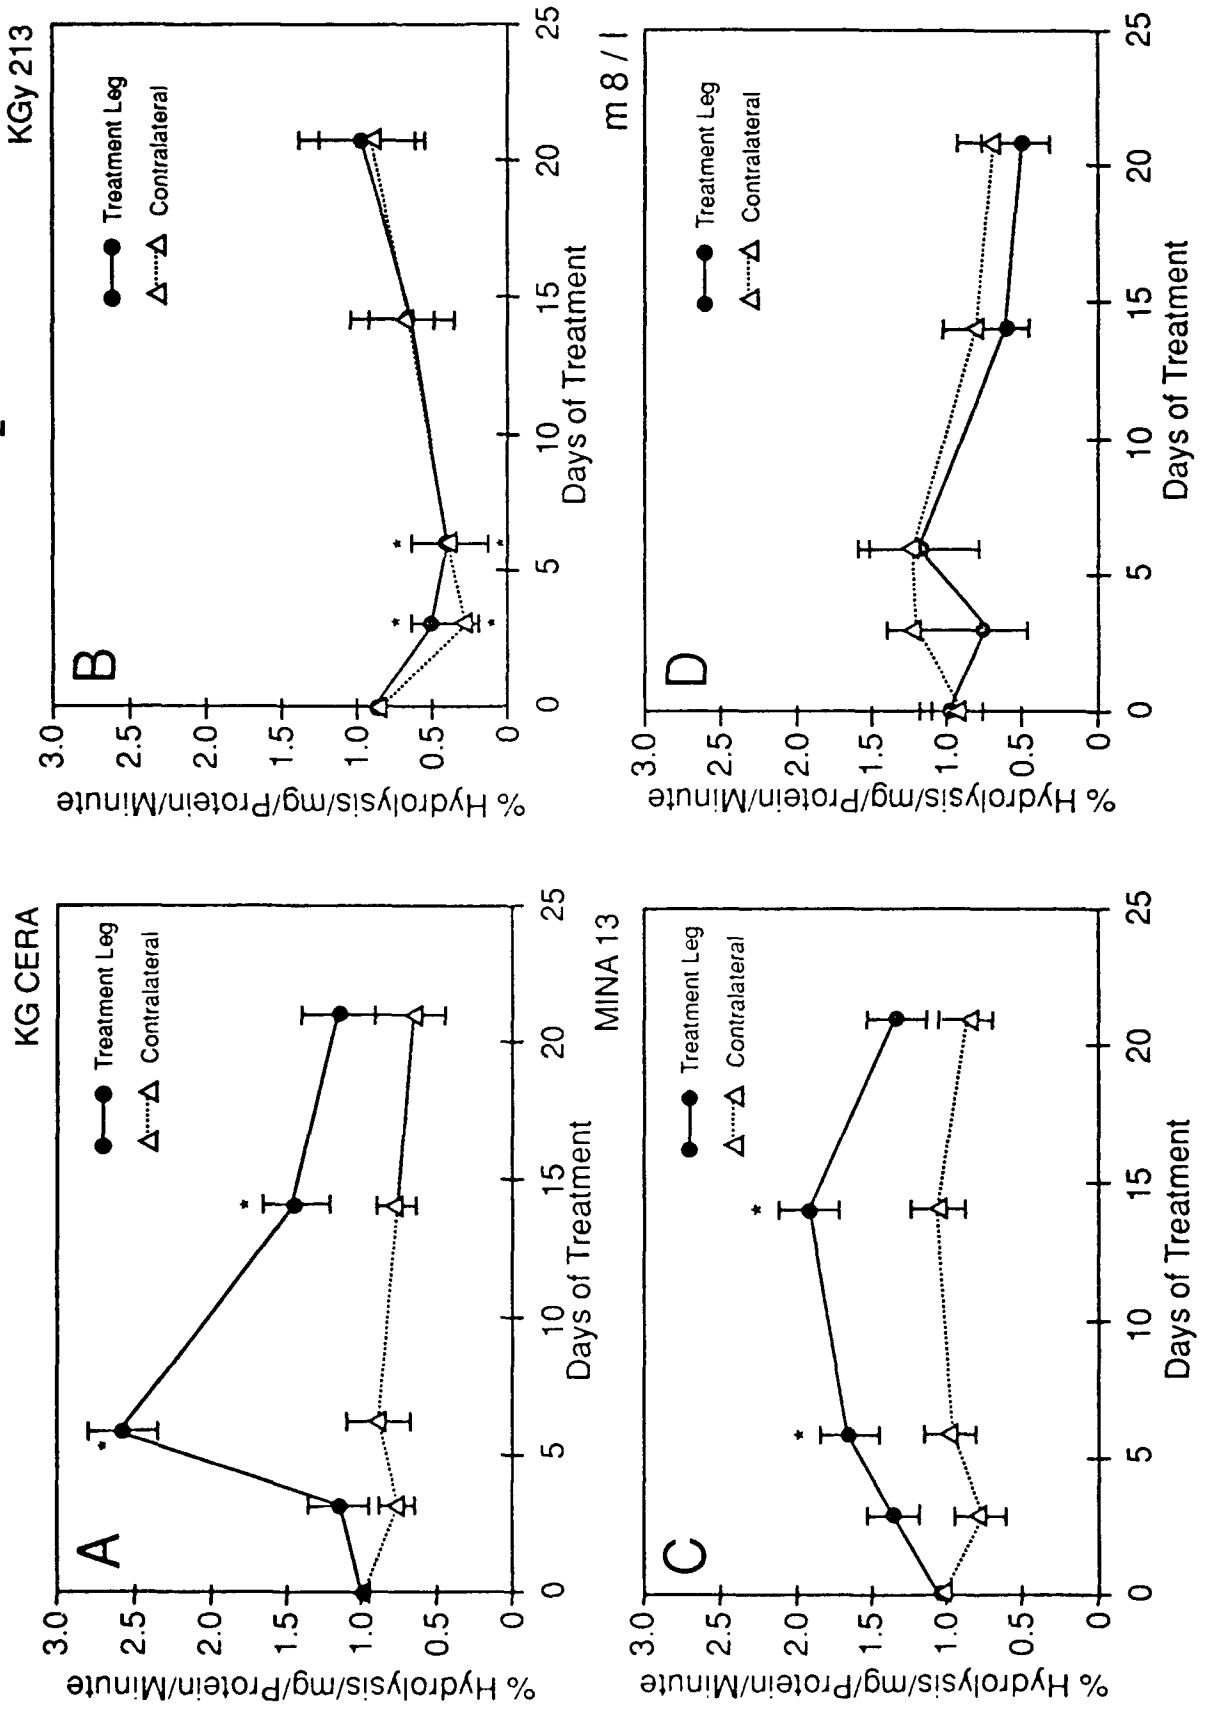 KG CERA
A
Treatment Leg
Contralateral
% Hydrolysis/mg/Protein/Minute
3.0
2.5
2.0
1.5
1.0
0.5
0
0
5
10
15
20
25
Days of Treatment
*
*
KGy 213
B
Treatment Leg
Contralateral
% Hydrolysis/mg/Protein/Minute
3.0
2.5
2.0
1.5
1.0
0.5
0
0
5
10
15
20
25
Days of Treatment
*
*
*
*
MINA 13
C
Treatment Leg
Contralateral
% Hydrolysis/mg/Protein/Minute
3.0
2.5
2.0
1.5
1.0
0.5
0
0
5
10
15
20
25
Days of Treatment
*
*
m 8 / I
D
Treatment Leg
Contralateral
% Hydrolysis/mg/Protein/Minute
3.0
2.5
2.0
1.5
1.0
0.5
0
0
5
10
15
20
25
Days of Treatment